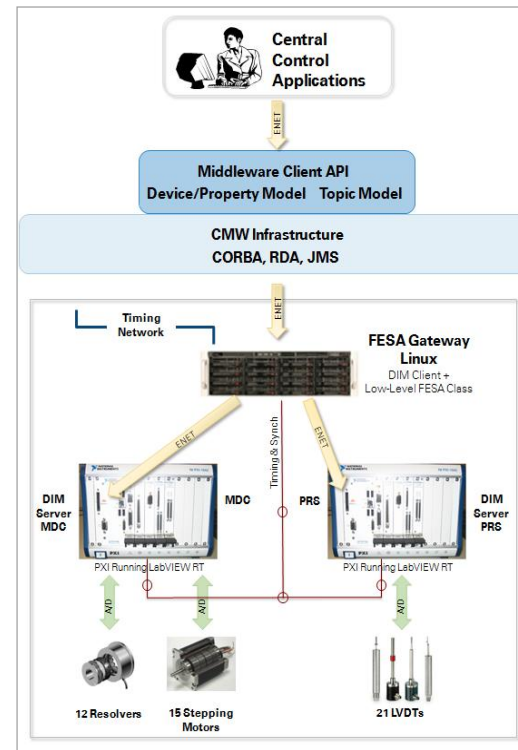 Central
Control
Applications
ENET
Middleware Client API
Device/Property Model Topic Model
CMW Infrastructure
CORBA, RDA, JMS
ENET
Timing
Network
FESA Gateway
Linux
DIM Client +
Low-Level FESA Class
ENET
Timing & Synch
ENET
DIM
Server
MDC
MDC
PRS
DIM
Server
PRS
PXI
PXI
PXI Running LabVIEW RT
PXI Running LabVIEW RT
A/D
A/D
A/D
12 Resolvers
15 Stepping
Motors
21 LVDTs